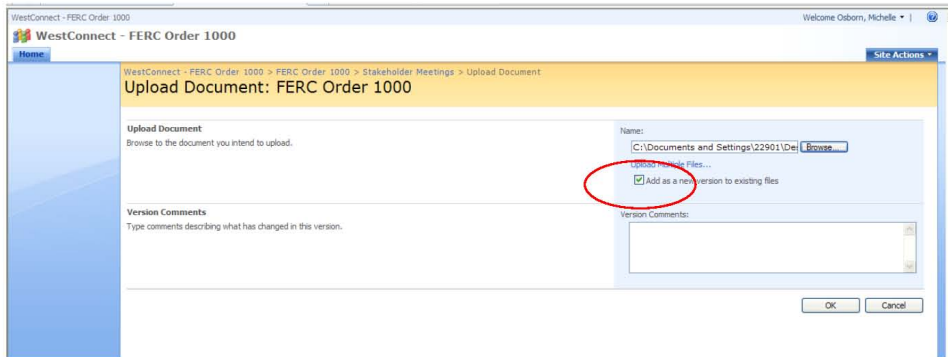 WestConnect - FERC Order 1000
Welcome Osborn, Michelle
WestConnect - FERC Order 1000
Home
Site Actions
WestConnect - FERC Order 1000 > FERC Order 1000 > Stakeholder Meetings > Upload Document
Upload Document: FERC Order 1000
Upload Document
Browse to the document you intend to upload.
Name:
C:\Documents and Settings\22901\De
Browse...
Upload Multiple Files...
Add as a new version to existing files
Version Comments
Type comments describing what has changed in this version.
Version Comments:
OK
Cancel